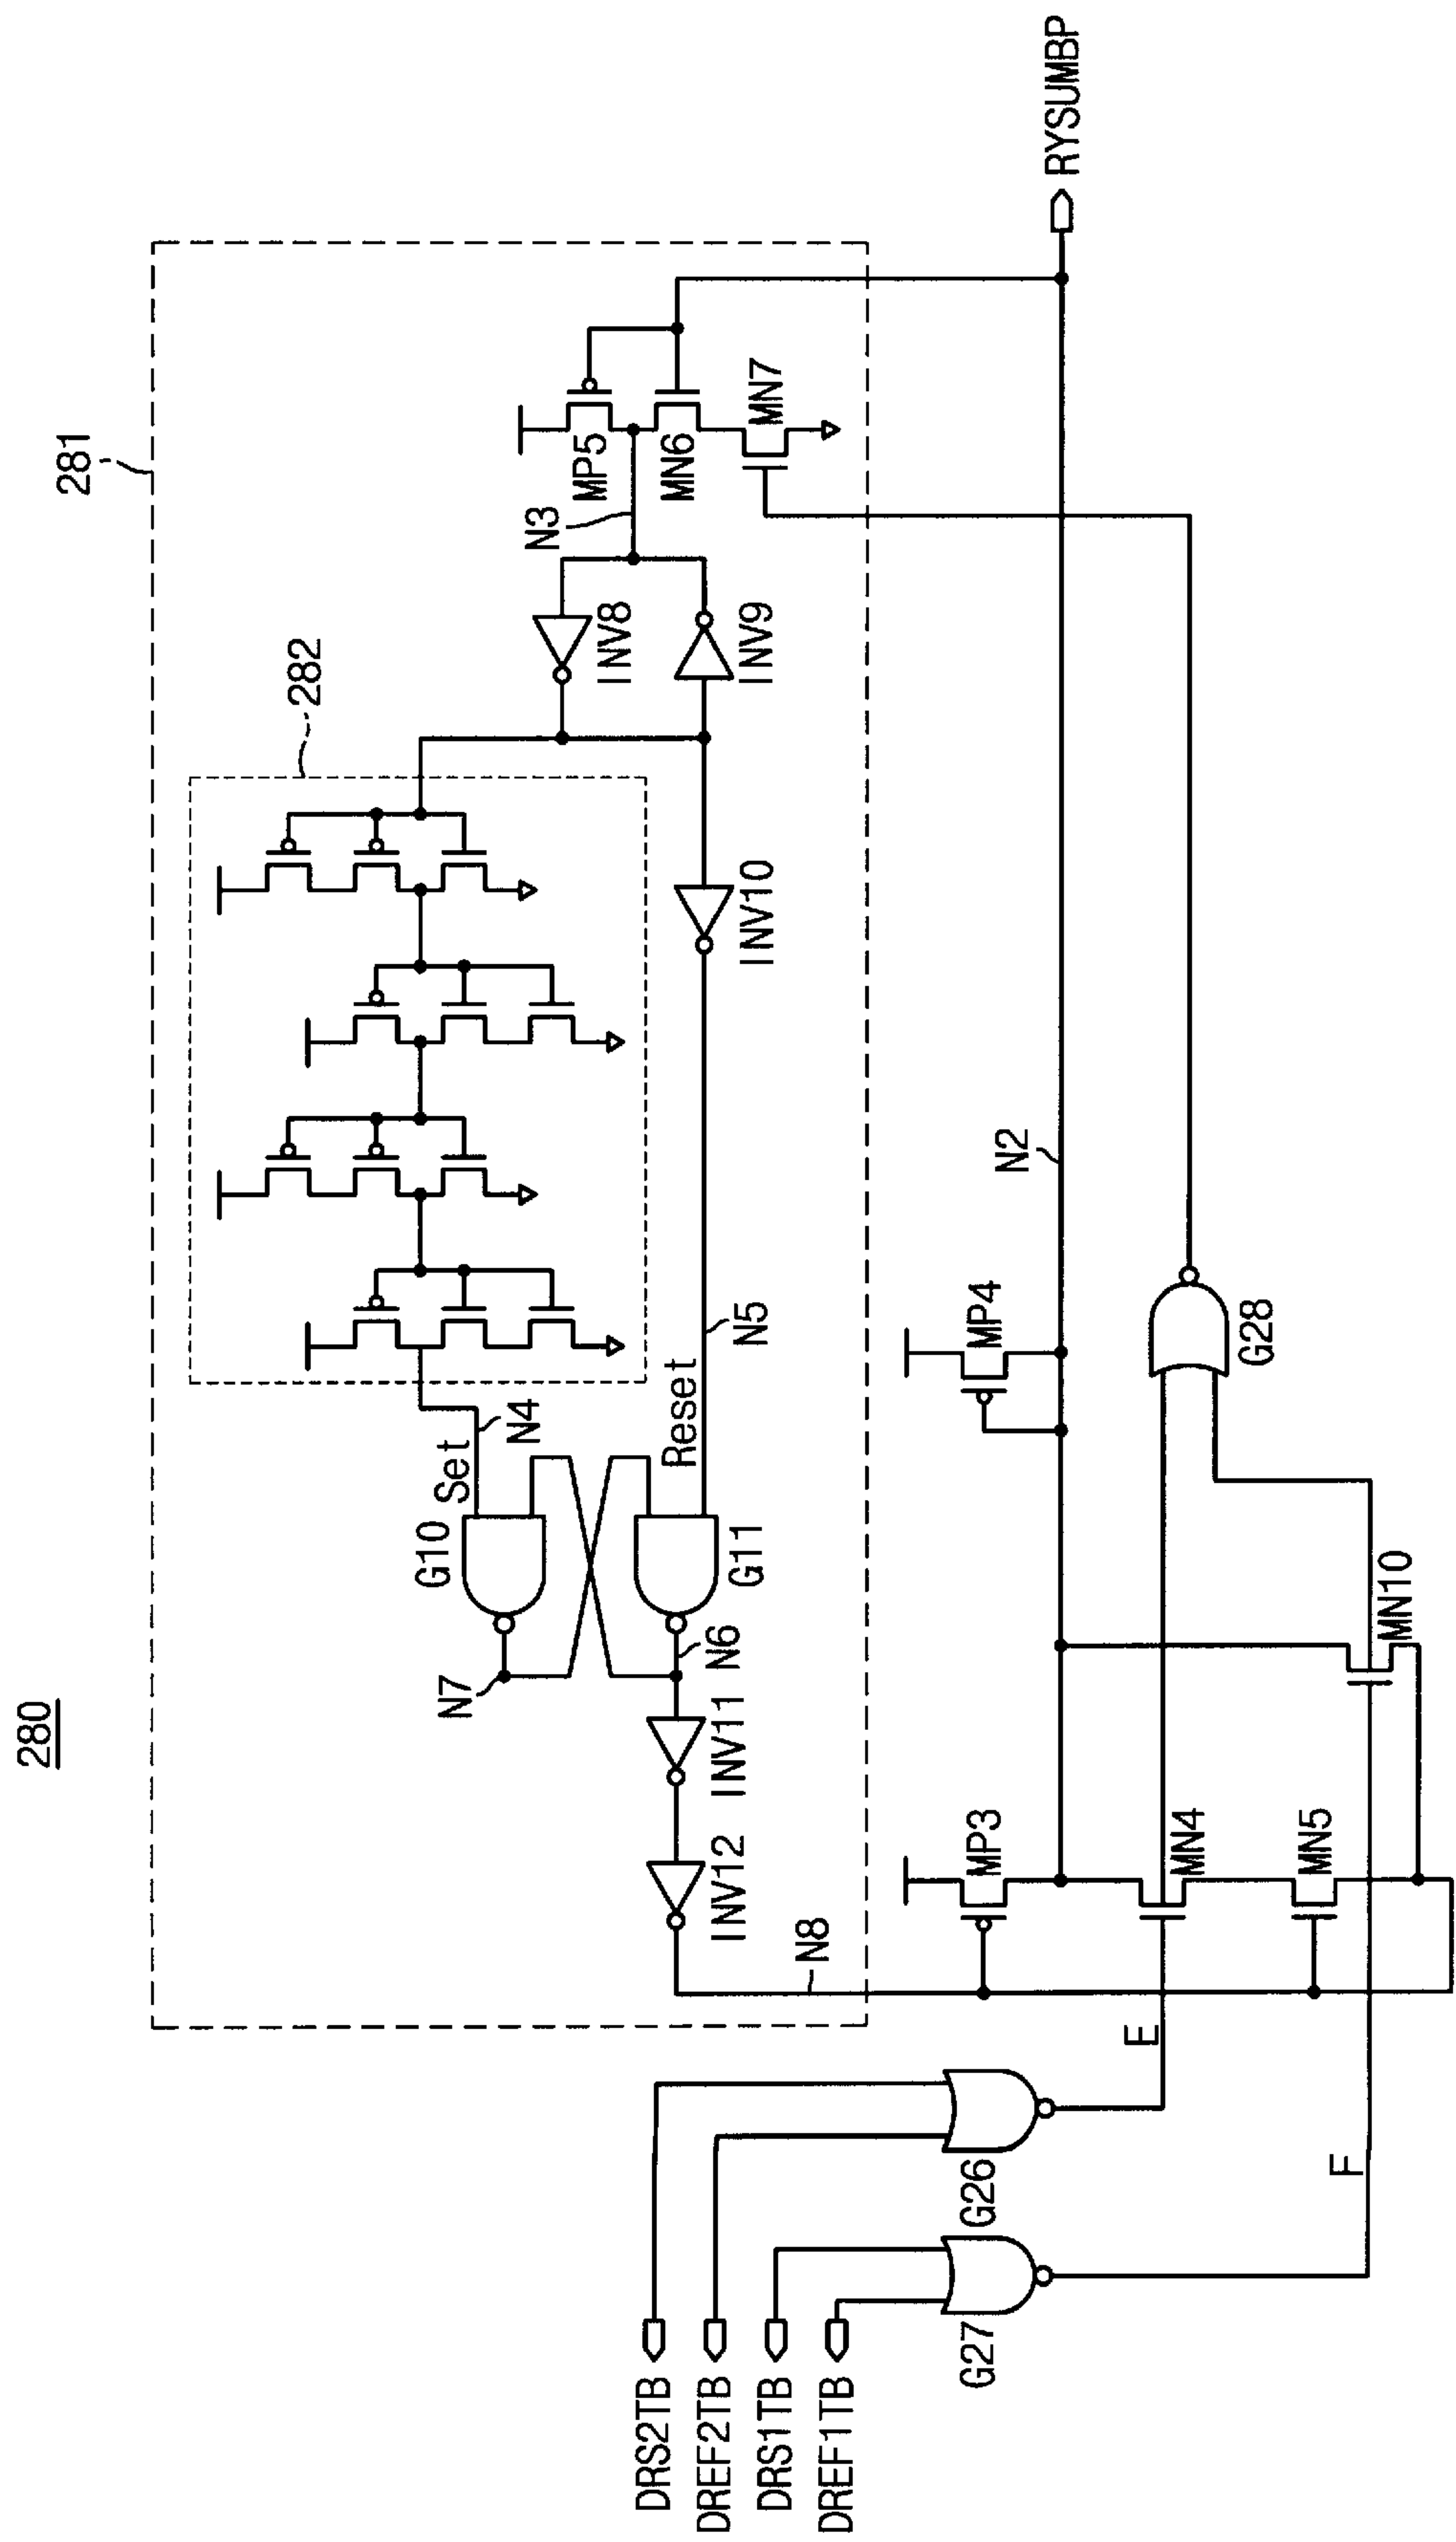 280
281
282
RYSUMBP
MP5
MN6
MN7
N3
INV8
INV9
INV10
N5
Reset
Set
N4
G10
G11
N7
N6
INV11
INV12
N8
N2
MP4
G28
MN10
MP3
MN4
MN5
E
F
G26
G27
DRS2TB
DREF2TB
DRS1TB
DREF1TB